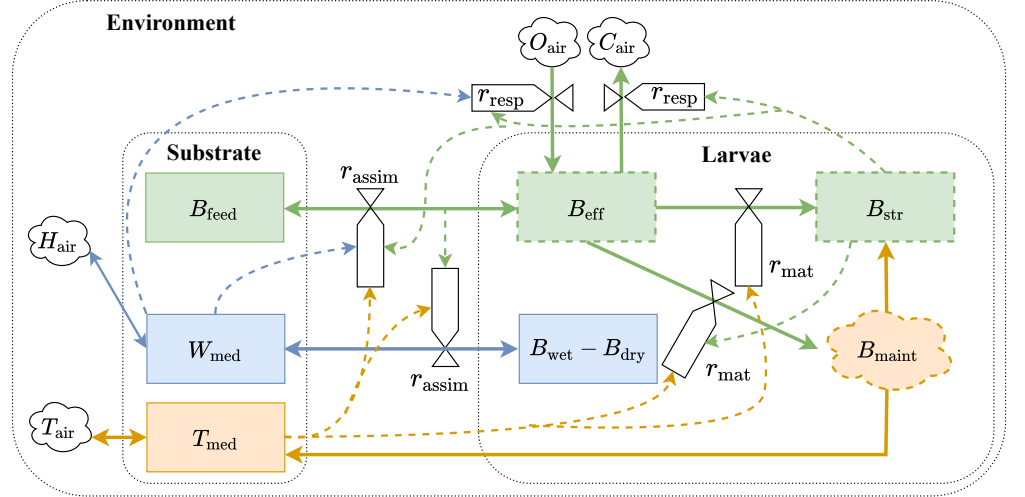 Environment
O_air
C_air
r_resp
r_resp
Substrate
Larvae
r_assim
B_feed
B_eff
B_str
H_air
r_mat
W_med
B_wet − B_dry
B_maint
r_assim
r_mat
T_air
T_med